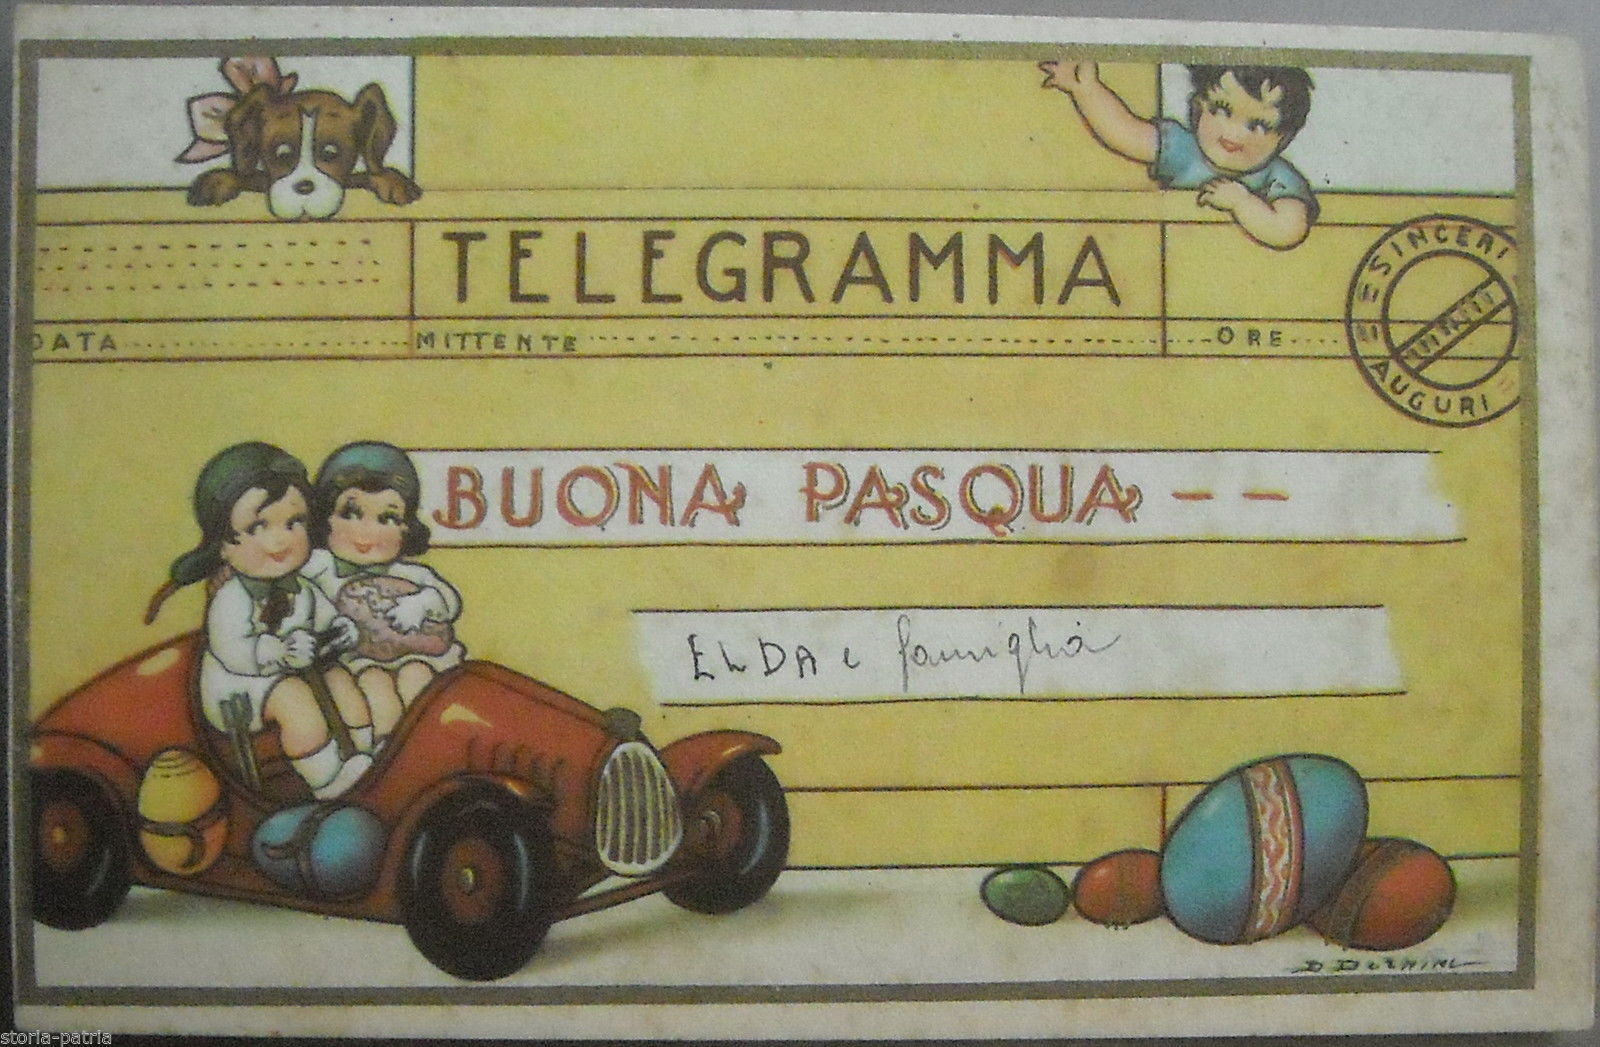 TELEGRAMMA
DATA MITTENTE ORE
SINCERI AUGURI
BUONA PASQUA - -
ELDA e famiglia
storia-patria